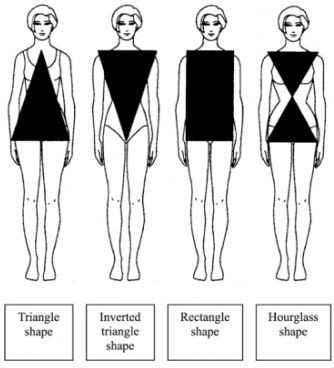 Triangle
shape
Inverted
triangle
shape
Rectangle
shape
Hourglass
shape